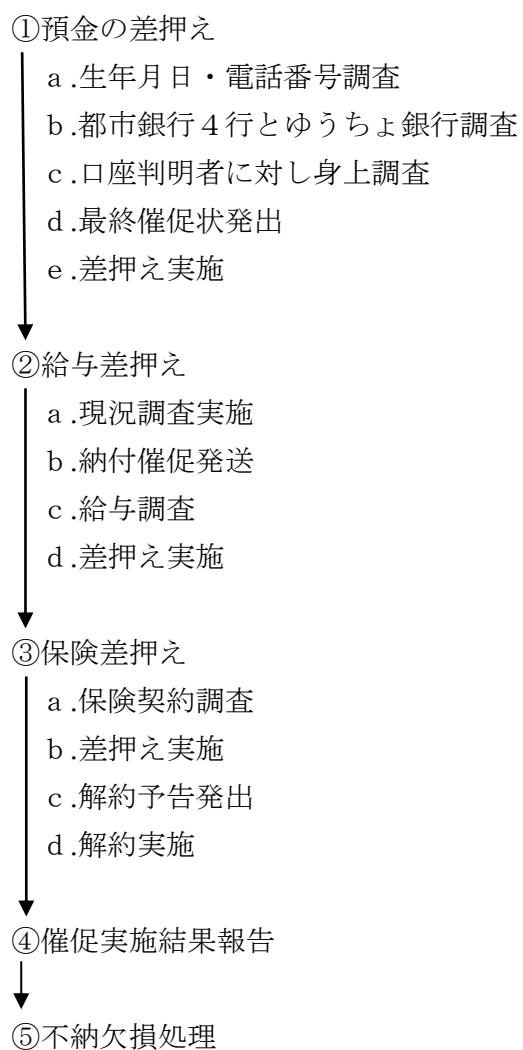 ①預金の差押え
ａ.生年月日・電話番号調査
ｂ.都市銀行４行とゆうちょ銀行調査
ｃ.口座判明者に対し身上調査
ｄ.最終催促状発出
ｅ.差押え実施
②給与差押え
ａ.現況調査実施
ｂ.納付催促発送
ｃ.給与調査
ｄ.差押え実施
③保険差押え
ａ.保険契約調査
ｂ.差押え実施
ｃ.解約予告発出
ｄ.解約実施
④催促実施結果報告
⑤不納欠損処理